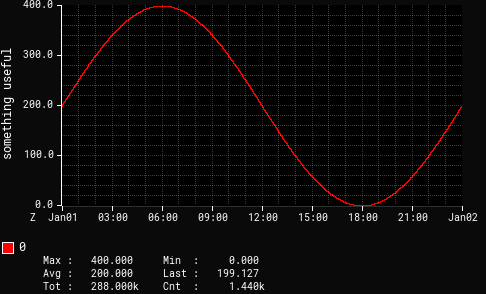 something useful
400.0
300.0
200.0
100.0
0.0
Z Jan01 03:00 06:00 09:00 12:00 15:00 18:00 21:00 Jan02
0
Max : 400.000 Min : 0.000
Avg : 200.000 Last : 199.127
Tot : 288.000k Cnt : 1.440k